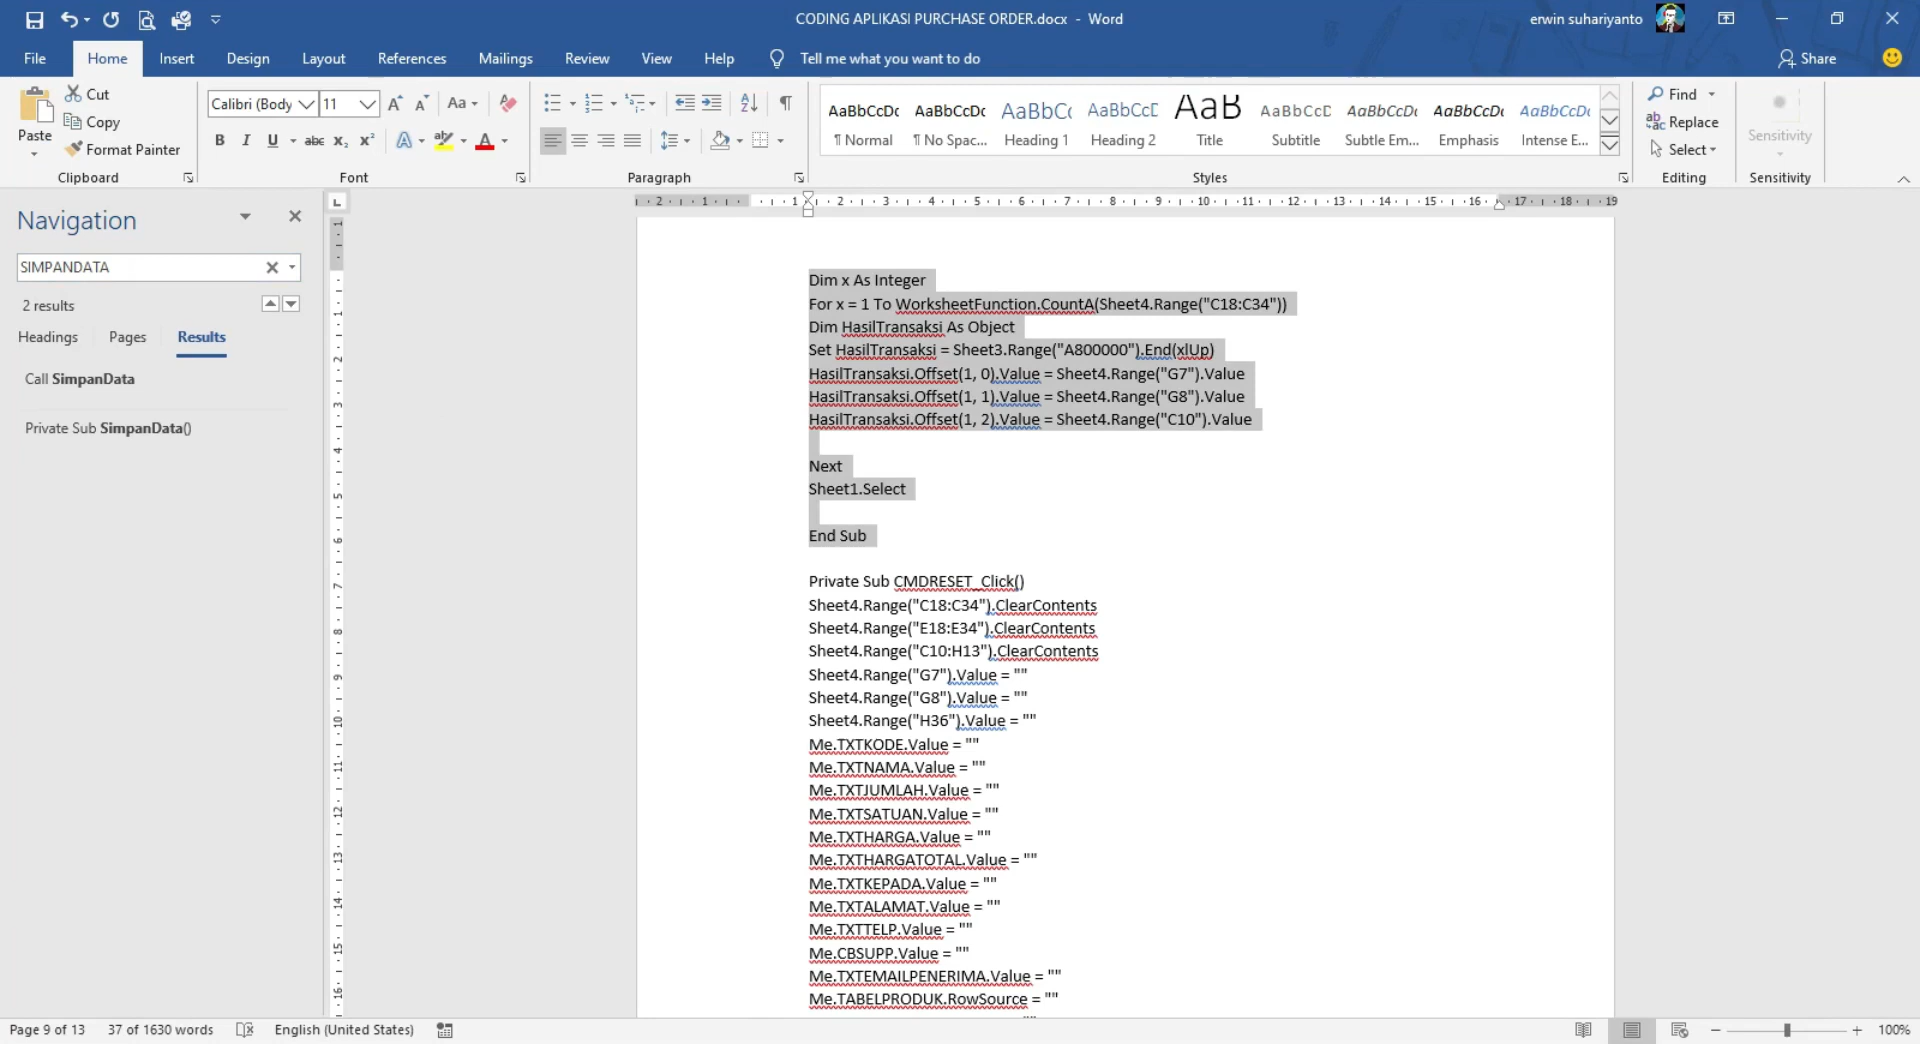 CODING APLIKASI PURCHASE ORDER.docx - Word
erwin suhariyanto
File Home Insert Design Layout References Mailings Review View Help Tell me what you want to do Share
Paste
Cut
Copy
Format Painter
Clipboard
Calibri (Body 11
Font
Paragraph
AaBbCcDc AaBbCcDc AaBbCc AaBbCcD AaB AaBbCcD AaBbCcDc AaBbCcDc AaBbCcDc
¶ Normal ¶ No Spac... Heading 1 Heading 2 Title Subtitle Subtle Em... Emphasis Intense E...
Styles
Find
Replace
Select
Editing
Sensitivity
Sensitivity
Navigation
SIMPANDATA
2 results
Headings Pages Results
Call SimpanData
Private Sub SimpanData()
Dim x As Integer
For x = 1 To WorksheetFunction.CountA(Sheet4.Range("C18:C34"))
Dim HasilTransaksi As Object
Set HasilTransaksi = Sheet3.Range("A800000").End(xlUp)
HasilTransaksi.Offset(1, 0).Value = Sheet4.Range("G7").Value
HasilTransaksi.Offset(1, 1).Value = Sheet4.Range("G8").Value
HasilTransaksi.Offset(1, 2).Value = Sheet4.Range("C10").Value
Next
Sheet1.Select
End Sub
Private Sub CMDRESET_Click()
Sheet4.Range("C18:C34").ClearContents
Sheet4.Range("E18:E34").ClearContents
Sheet4.Range("C10:H13").ClearContents
Sheet4.Range("G7").Value = ""
Sheet4.Range("G8").Value = ""
Sheet4.Range("H36").Value = ""
Me.TXTKODE.Value = ""
Me.TXTNAMA.Value = ""
Me.TXTJUMLAH.Value = ""
Me.TXTSATUAN.Value = ""
Me.TXTHARGA.Value = ""
Me.TXTHARGATOTAL.Value = ""
Me.TXTKEPADA.Value = ""
Me.TXTALAMAT.Value = ""
Me.TXTTELP.Value = ""
Me.CBSUPP.Value = ""
Me.TXTEMAILPENERIMA.Value = ""
Me.TABELPRODUK.RowSource = ""
Page 9 of 13 37 of 1630 words English (United States) 100%